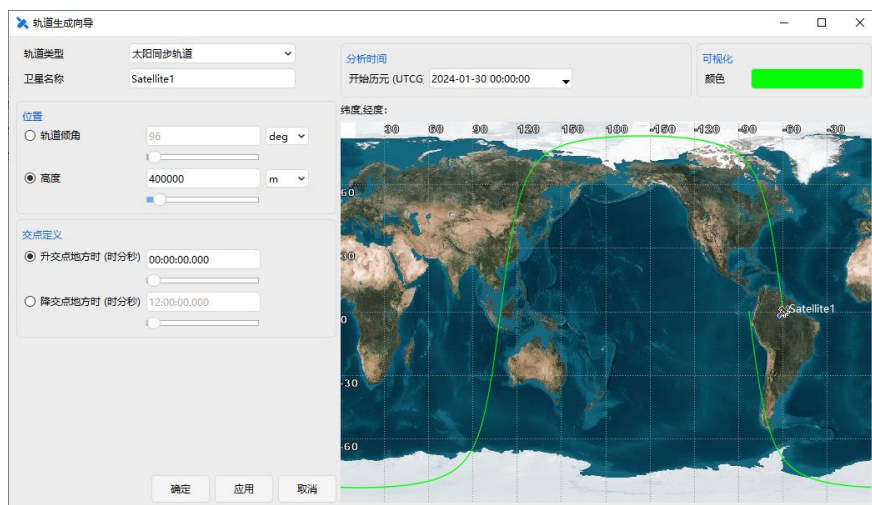 轨道生成向导
轨道类型 太阳同步轨道
卫星名称 Satellite1
分析时间
开始历元 (UTCG 2024-01-30 00:00:00
可视化
颜色
位置
轨道倾角 96 deg
高度 400000 m
交点定义
升交点地方时 (时分秒) 00:00:00.000
降交点地方时 (时分秒) 12:00:00.000
确定 应用 取消
纬度,经度:
30 60 90 120 150 180 -150 -120 -90 -60 -30
60
30
0
-30
-60
Satellite1